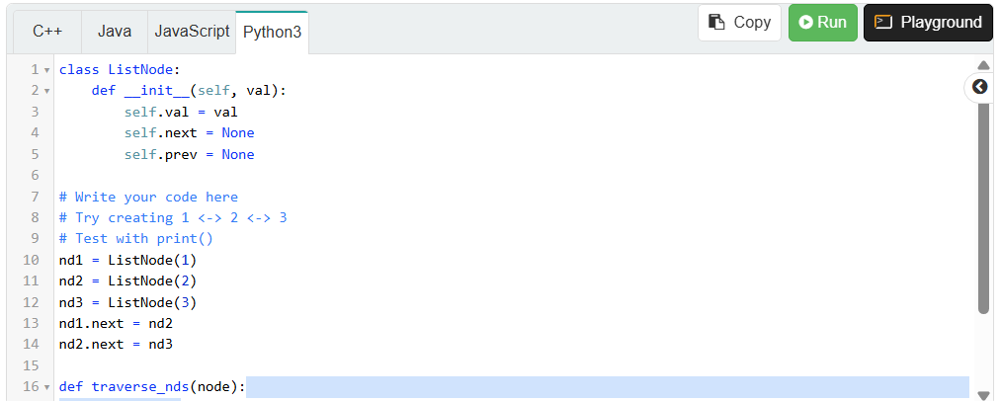 C++ Java JavaScript Python3 Copy Run Playground
1 class ListNode:
2     def __init__(self, val):
3         self.val = val
4         self.next = None
5         self.prev = None
6
7 # Write your code here
8 # Try creating 1 <-> 2 <-> 3
9 # Test with print()
10 nd1 = ListNode(1)
11 nd2 = ListNode(2)
12 nd3 = ListNode(3)
13 nd1.next = nd2
14 nd2.next = nd3
15
16 def traverse_nds(node):